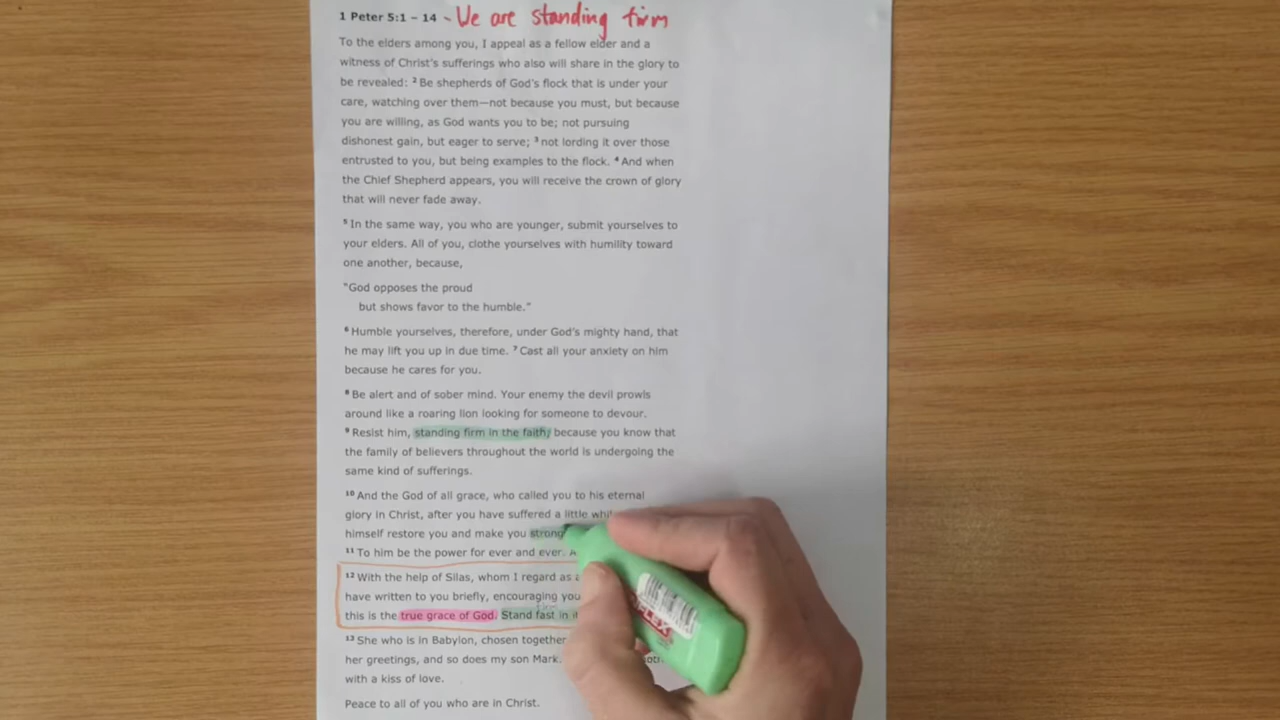 1 Peter 5:1 – 14 - We are standing firm
To the elders among you, I appeal as a fellow elder and a
witness of Christ's sufferings who also will share in the glory to
be revealed: 2 Be shepherds of God's flock that is under your
care, watching over them—not because you must, but because
you are willing, as God wants you to be; not pursuing
dishonest gain, but eager to serve; 3 not lording it over those
entrusted to you, but being examples to the flock. 4 And when
the Chief Shepherd appears, you will receive the crown of glory
that will never fade away.
5 In the same way, you who are younger, submit yourselves to
your elders. All of you, clothe yourselves with humility toward
one another, because,
"God opposes the proud
but shows favor to the humble."
6 Humble yourselves, therefore, under God's mighty hand, that
he may lift you up in due time. 7 Cast all your anxiety on him
because he cares for you.
8 Be alert and of sober mind. Your enemy the devil prowls
around like a roaring lion looking for someone to devour.
9 Resist him, standing firm in the faith, because you know that
the family of believers throughout the world is undergoing the
same kind of sufferings.
10 And the God of all grace, who called you to his eternal
glory in Christ, after you have suffered a little
himself restore you and make you strong
11 To him be the power for ever and ever.
12 With the help of Silas, whom I regard as
have written to you briefly, encouraging you
firm
this is the true grace of God. Stand fast in
13 She who is in Babylon, chosen together
her greetings, and so does my son Mark.
with a kiss of love.
Peace to all of you who are in Christ.